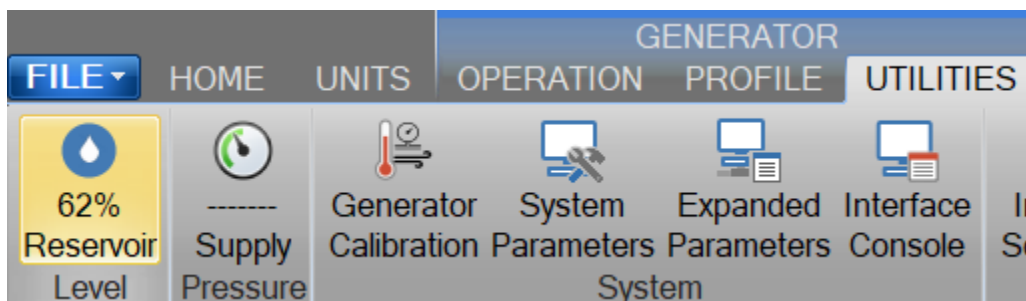 GENERATOR
FILE HOME UNITS OPERATION PROFILE UTILITIES
62% -------
Reservoir Supply
Generator Calibration
System Parameters
Expanded Parameters
Interface Console
Level Pressure System